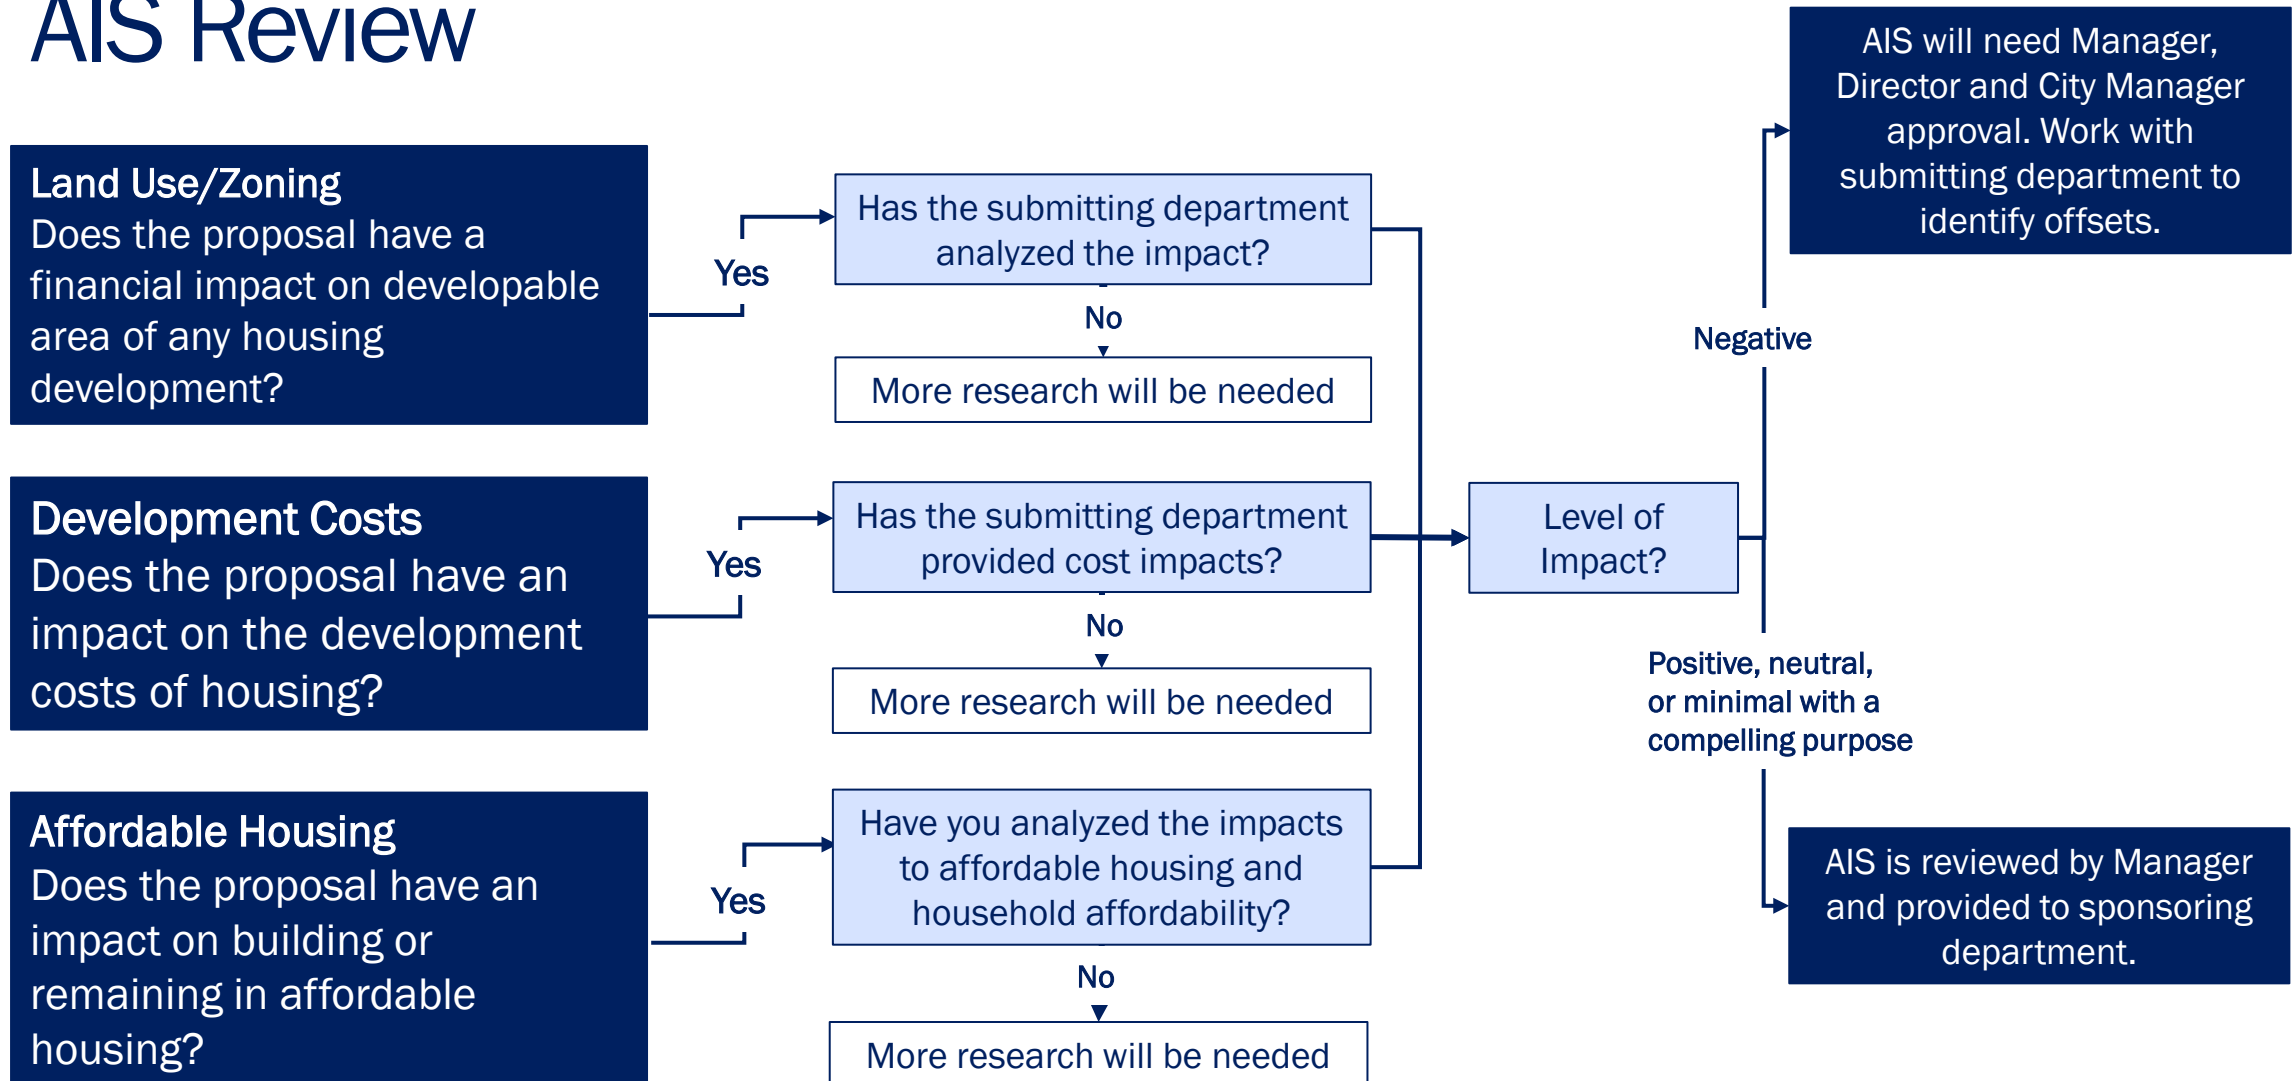 AIS Review
Land Use/Zoning
Does the proposal have a
financial impact on developable
area of any housing
development?
Yes
Has the submitting department
analyzed the impact?
No
More research will be needed
Development Costs
Does the proposal have an
impact on the development
costs of housing?
Yes
Has the submitting department
provided cost impacts?
No
More research will be needed
Affordable Housing
Does the proposal have an
impact on building or
remaining in affordable
housing?
Yes
Have you analyzed the impacts
to affordable housing and
household affordability?
No
More research will be needed
Level of
Impact?
Negative
AIS will need Manager,
Director and City Manager
approval. Work with
submitting department to
identify offsets.
Positive, neutral,
or minimal with a
compelling purpose
AIS is reviewed by Manager
and provided to sponsoring
department.